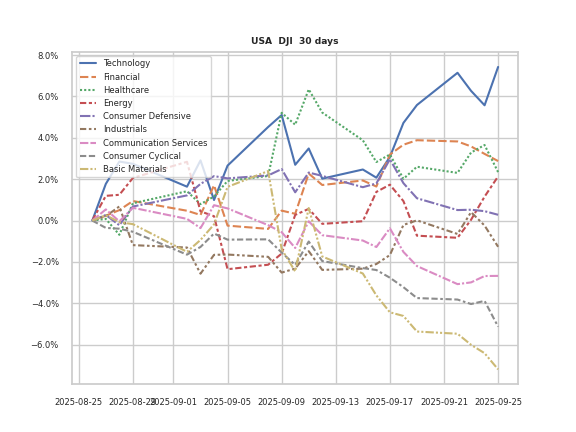 USA  DJI  30 days
8.0%
6.0%
4.0%
2.0%
0.0%
−2.0%
−4.0%
−6.0%
Technology
Financial
Healthcare
Energy
Consumer Defensive
Industrials
Communication Services
Consumer Cyclical
Basic Materials
2025-08-25 2025-08-29 2025-09-01 2025-09-05 2025-09-09 2025-09-13 2025-09-17 2025-09-21 2025-09-25